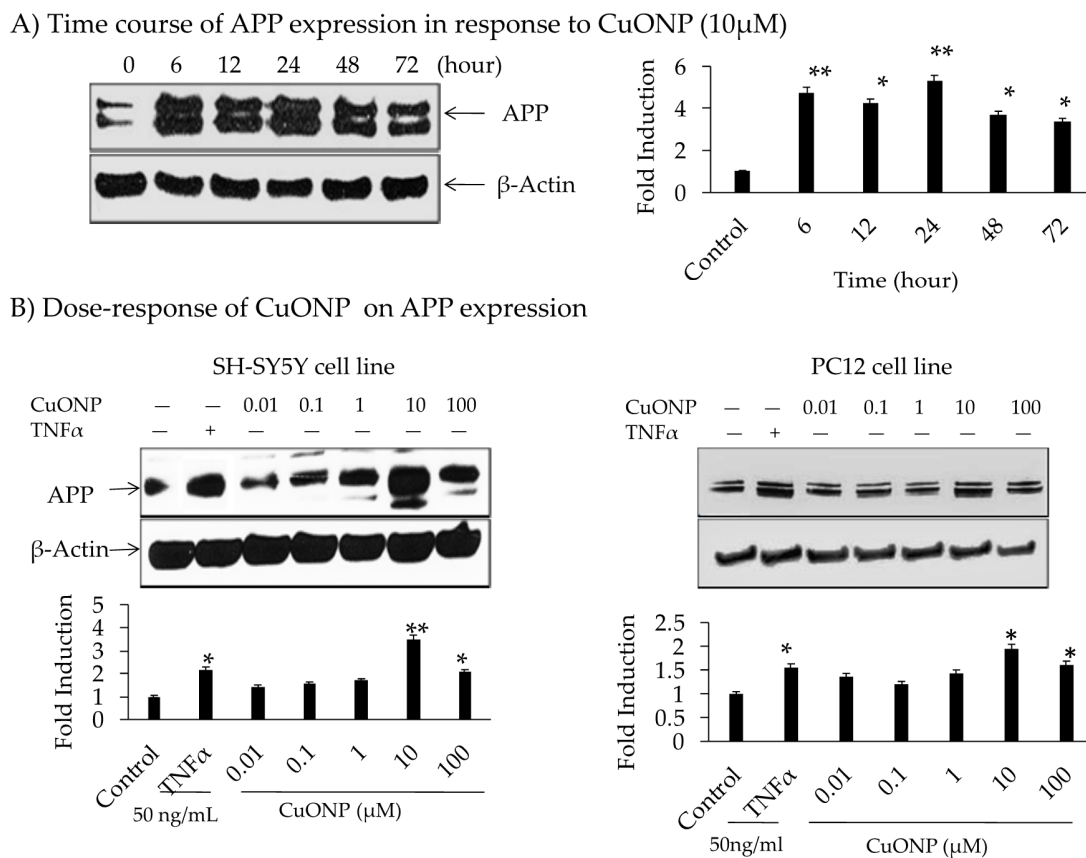 A) Time course of APP expression in response to CuONP (10μM)
0 6 12 24 48 72 (hour)
APP
β-Actin
Fold Induction
6
4
2
0
**
*
**
*
*
Control 6 12 24 48 72
Time (hour)
B) Dose-response of CuONP on APP expression
SH-SY5Y cell line
CuONP — — 0.01 0.1 1 10 100
TNFα — + — — — — —
APP
β-Actin
Fold Induction
5
4
3
2
1
0
*
**
*
Control TNFα 0.01 0.1 1 10 100
50 ng/mL CuONP (μM)
PC12 cell line
CuONP — — 0.01 0.1 1 10 100
TNFα — + — — — — —
Fold Induction
2.5
2
1.5
1
0.5
0
*
*
*
Control TNFα 0.01 0.1 1 10 100
50ng/ml CuONP (μM)